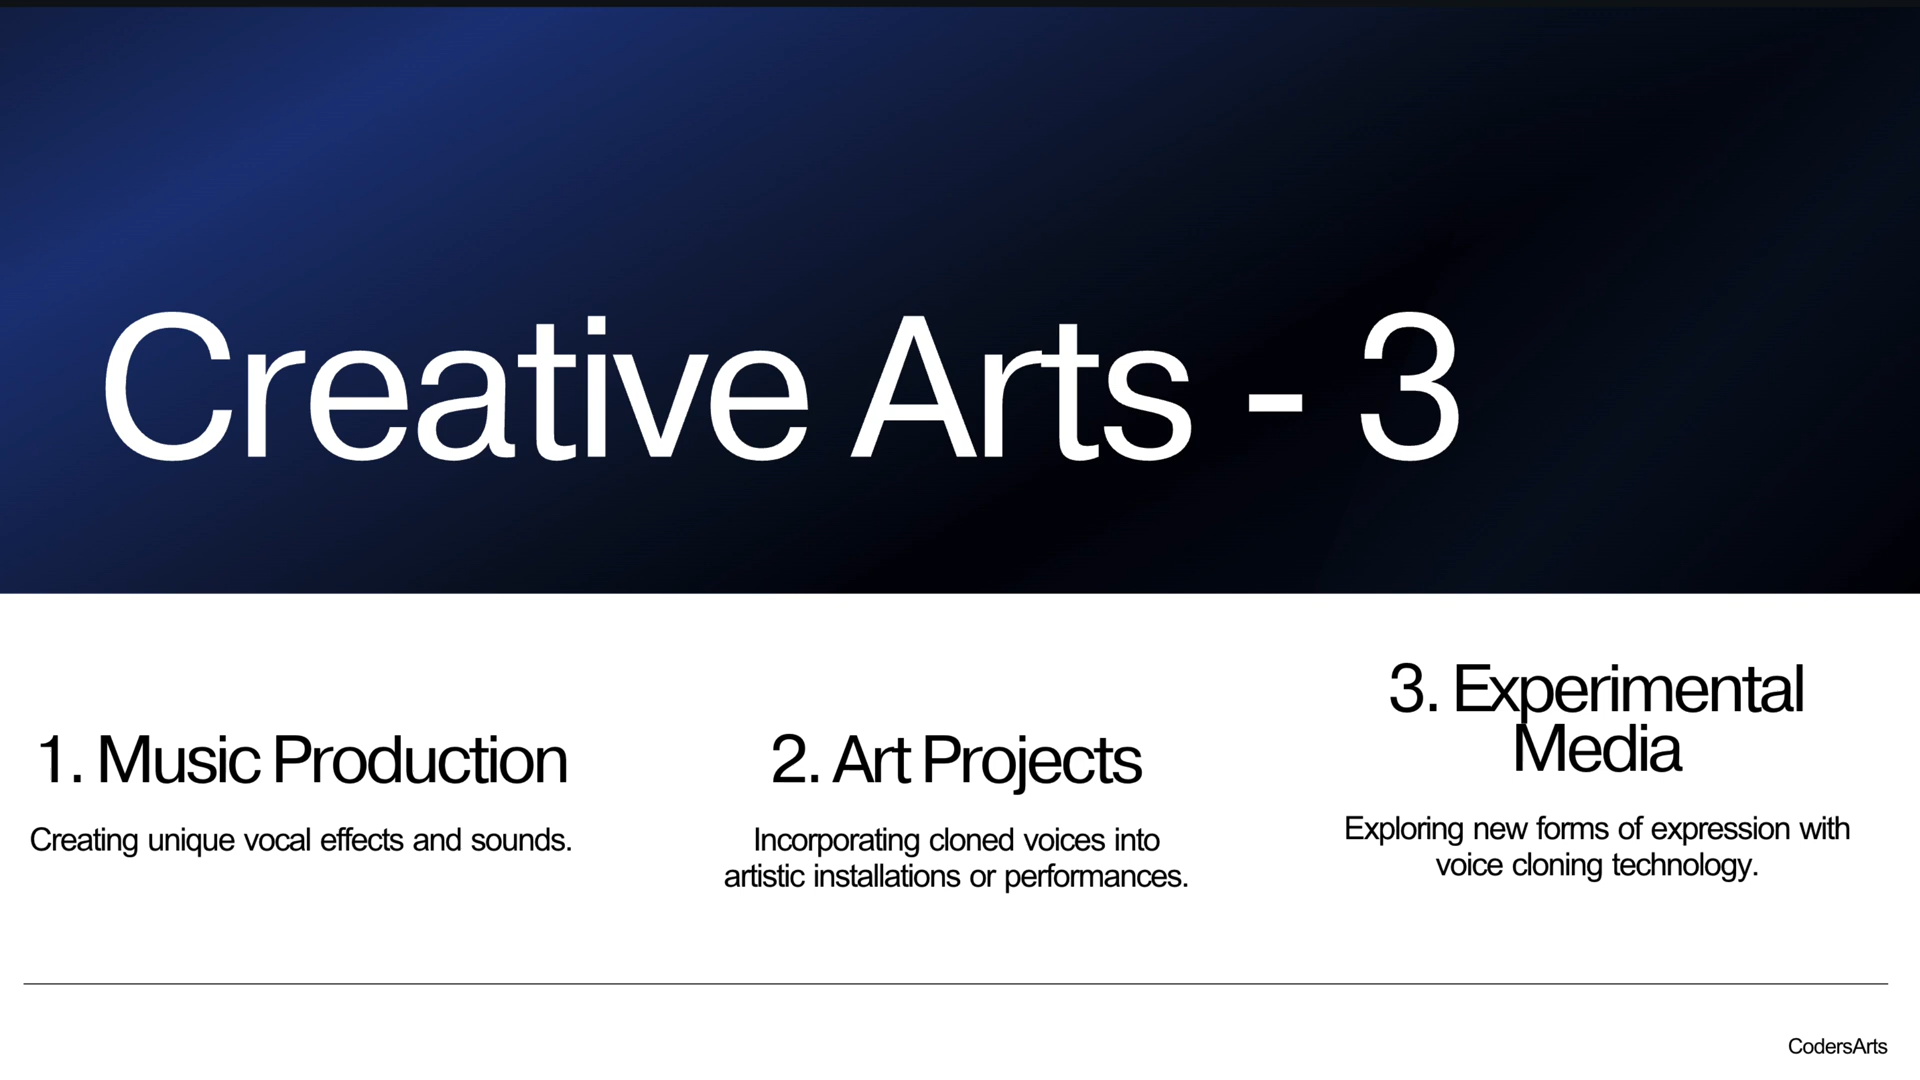 Creative Arts - 3
1. Music Production
Creating unique vocal effects and sounds.
2. Art Projects
Incorporating cloned voices into
artistic installations or performances.
3. Experimental
Media
Exploring new forms of expression with
voice cloning technology.
CodersArts